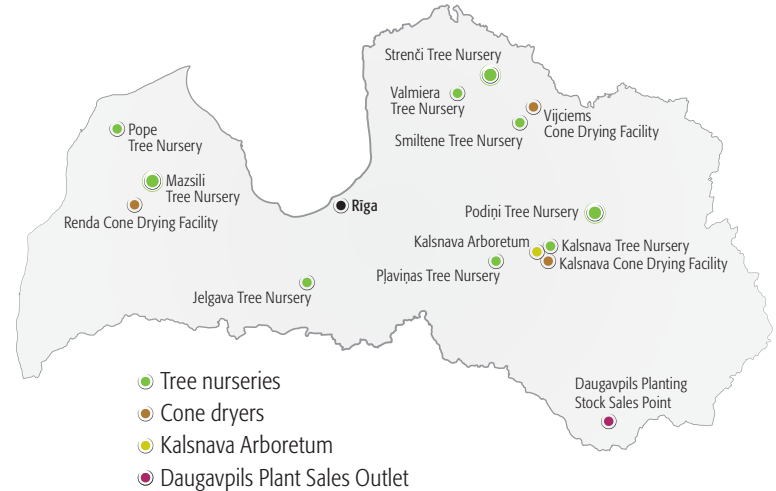 Strenči Tree Nursery
Valmiera
Tree Nursery
Vijciems
Cone Drying Facility
Smiltene Tree Nursery
Pope
Tree Nursery
Mazsili
Tree Nursery
Renda Cone Drying Facility
Rīga
Podiņi Tree Nursery
Kalsnava Arboretum
Kalsnava Tree Nursery
Kalsnava Cone Drying Facility
Pļaviņas Tree Nursery
Jelgava Tree Nursery
Daugavpils Planting
Stock Sales Point
Tree nurseries
Cone dryers
Kalsnava Arboretum
Daugavpils Plant Sales Outlet